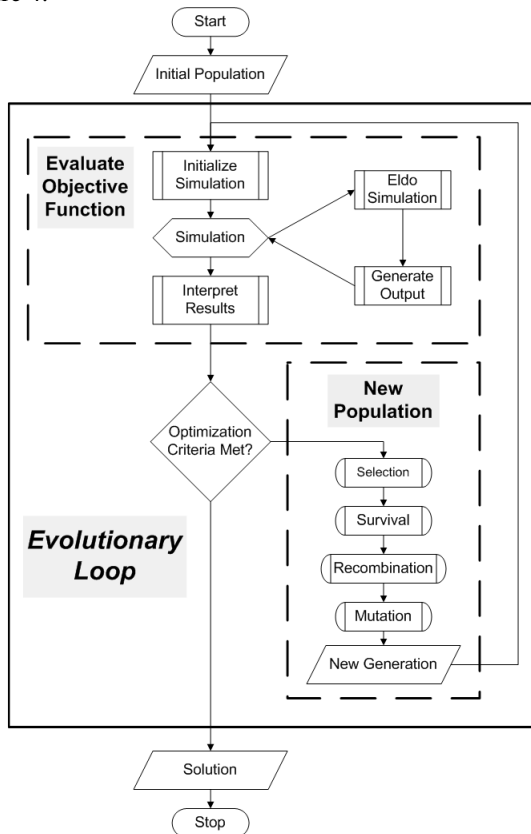 Start
Initial Population
Evaluate
Objective
Function
Initialize
Simulation
Eldo
Simulation
Simulation
Generate
Output
Interpret
Results
New
Population
Optimization
Criteria Met?
Selection
Survival
Evolutionary
Loop
Recombination
Mutation
New Generation
Solution
Stop